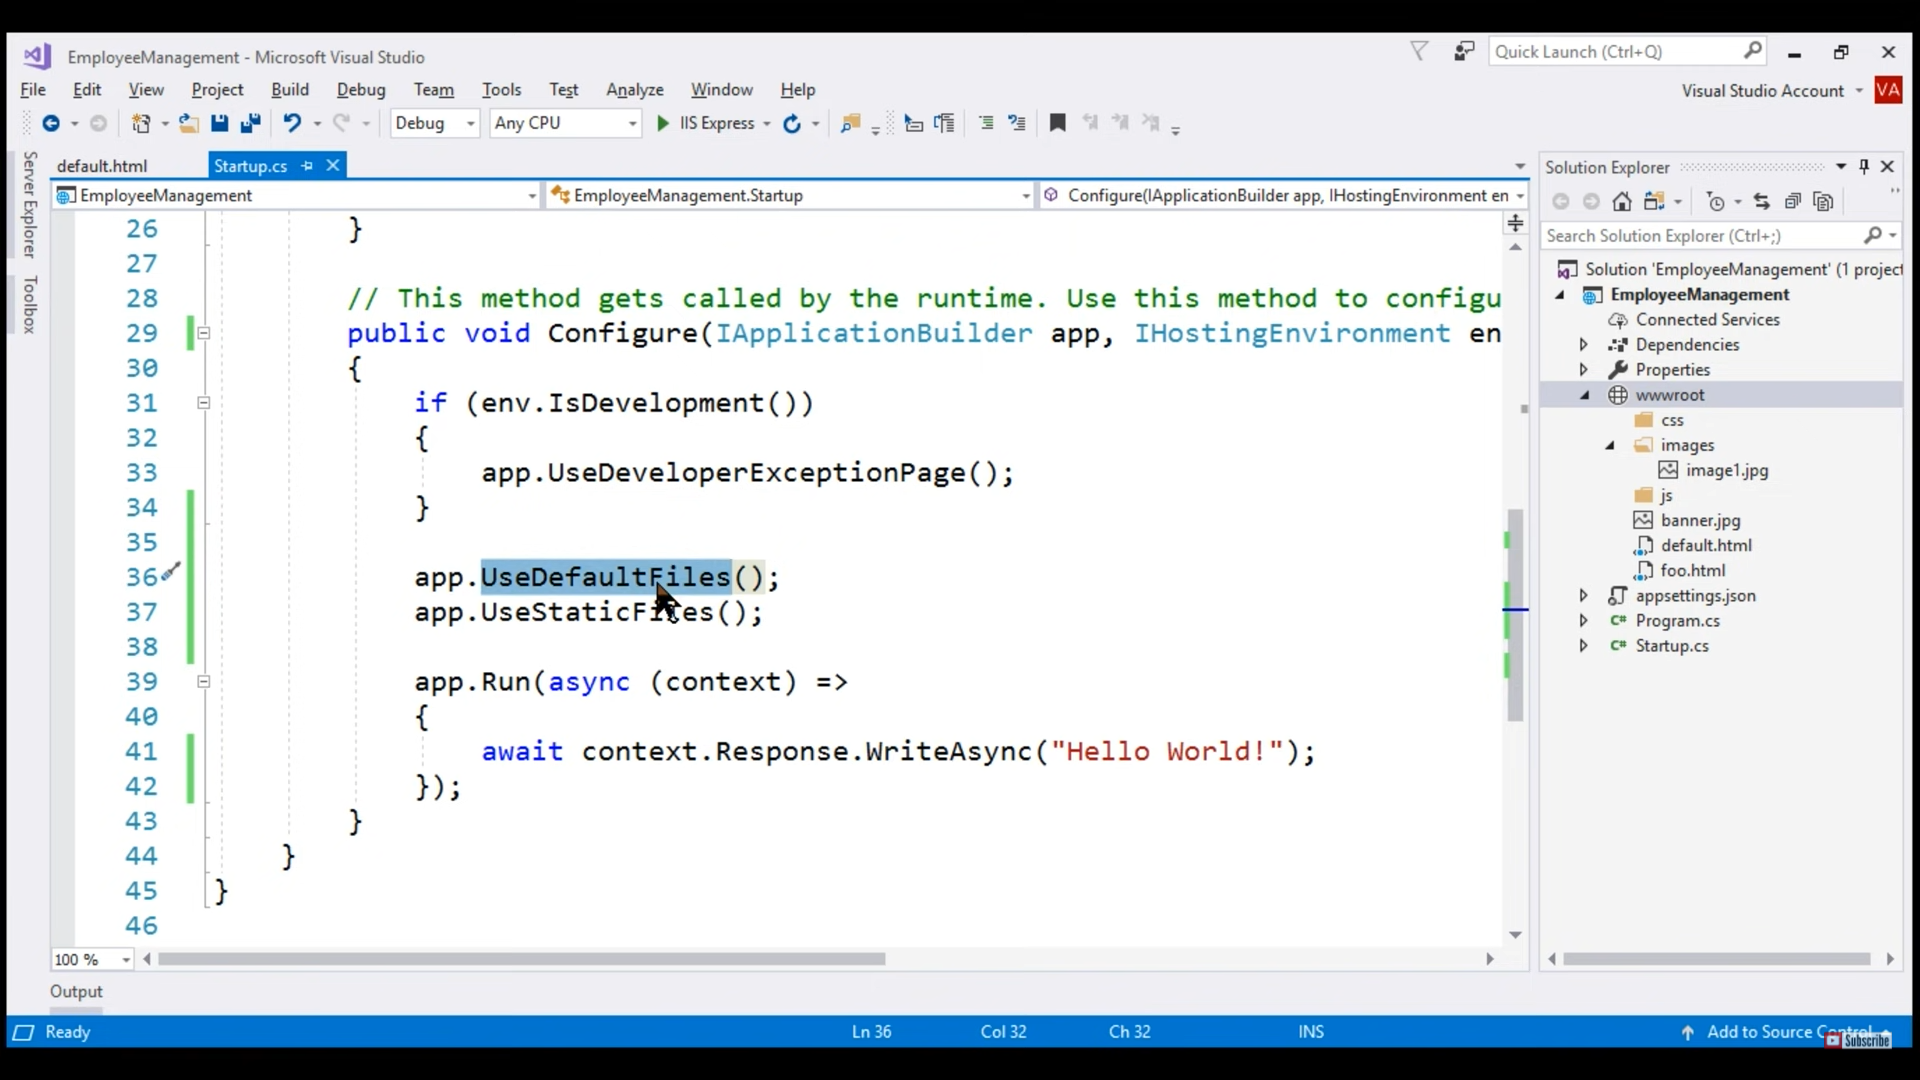 EmployeeManagement - Microsoft Visual Studio
Quick Launch (Ctrl+Q)
File Edit View Project Build Debug Team Tools Test Analyze Window Help
Visual Studio Account VA
Debug Any CPU IIS Express
Server Explorer
Toolbox
default.html Startup.cs
EmployeeManagement EmployeeManagement.Startup Configure(IApplicationBuilder app, IHostingEnvironment en
26 }
27
28 // This method gets called by the runtime. Use this method to configu
29 public void Configure(IApplicationBuilder app, IHostingEnvironment en
30 {
31 if (env.IsDevelopment())
32 {
33 app.UseDeveloperExceptionPage();
34 }
35
36 app.UseDefaultFiles();
37 app.UseStaticFiles();
38
39 app.Run(async (context) =>
40 {
41 await context.Response.WriteAsync("Hello World!");
42 });
43 }
44 }
45 }
46
100 %
Solution Explorer
Search Solution Explorer (Ctrl+;)
Solution 'EmployeeManagement' (1 project
EmployeeManagement
Connected Services
Dependencies
Properties
wwwroot
css
images
image1.jpg
js
banner.jpg
default.html
foo.html
appsettings.json
C# Program.cs
C# Startup.cs
Output
Ready Ln 36 Col 32 Ch 32 INS Add to Source Control
Subscribe